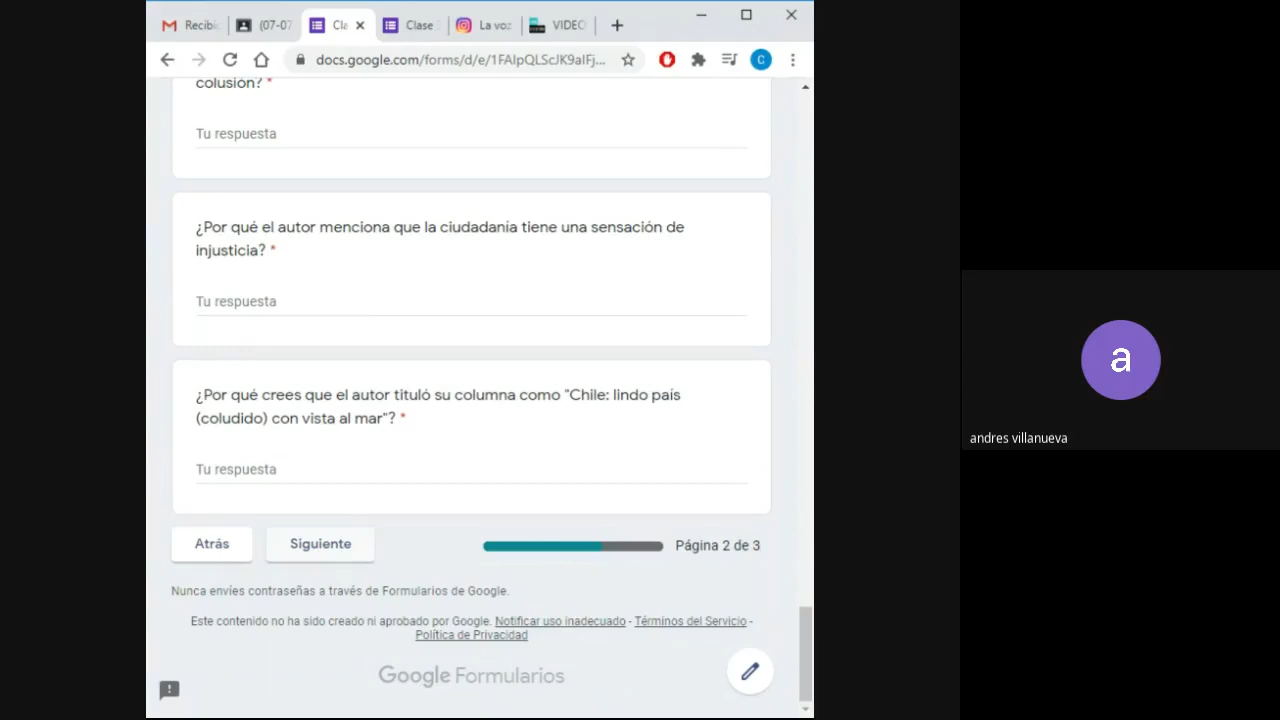 Recibi
(07-07
Cla
Clase
La voz
VIDEO
docs.google.com/forms/d/e/1FAIpQLScJK9aIFj...
C
colusión? *
Tu respuesta
¿Por qué el autor menciona que la ciudadanía tiene una sensación de
injusticia? *
Tu respuesta
¿Por qué crees que el autor tituló su columna como "Chile: lindo país
(coludido) con vista al mar"? *
Tu respuesta
Atrás
Siguiente
Página 2 de 3
Nunca envíes contraseñas a través de Formularios de Google.
Este contenido no ha sido creado ni aprobado por Google. Notificar uso inadecuado - Términos del Servicio -
Política de Privacidad
Google Formularios
a
andres villanueva